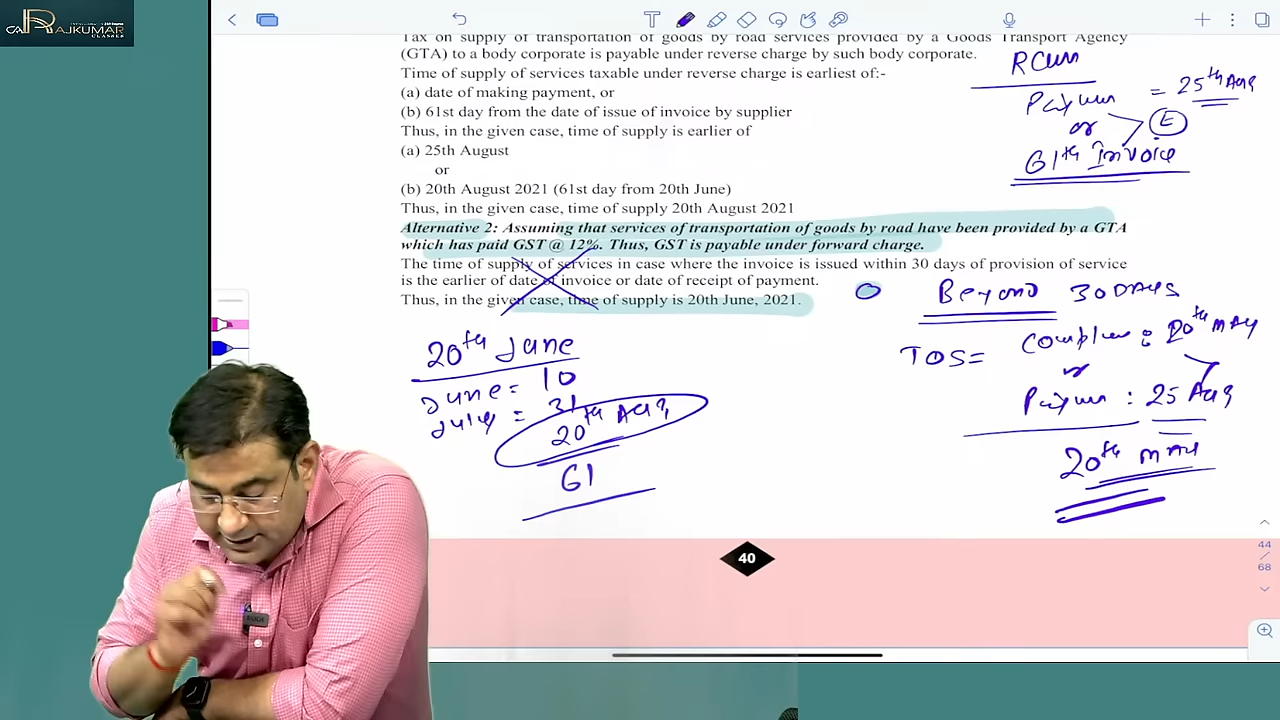 CA RAJKUMAR
CLASSES
Tax on supply of transportation of goods by road services provided by a Goods Transport Agency
(GTA) to a body corporate is payable under reverse charge by such body corporate.
Time of supply of services taxable under reverse charge is earliest of:-
(a) date of making payment, or
(b) 61st day from the date of issue of invoice by supplier
Thus, in the given case, time of supply is earlier of
(a) 25th August
or
(b) 20th August 2021 (61st day from 20th June)
Thus, in the given case, time of supply 20th August 2021
Alternative 2: Assuming that services of transportation of goods by road have been provided by a GTA
which has paid GST @ 12%. Thus, GST is payable under forward charge.
The time of supply of services in case where the invoice is issued within 30 days of provision of service
is the earlier of date of invoice or date of receipt of payment.
Thus, in the given case, time of supply is 20th June, 2021.
RCM
= 25th Aug
or
E
61th Invoice
Beyond 30 DAYS
TOS =
: 20th MAY
or
: 25 Aug
20th MAY
20th June
June = 10
July = 31
20th Aug
61
40
44
68